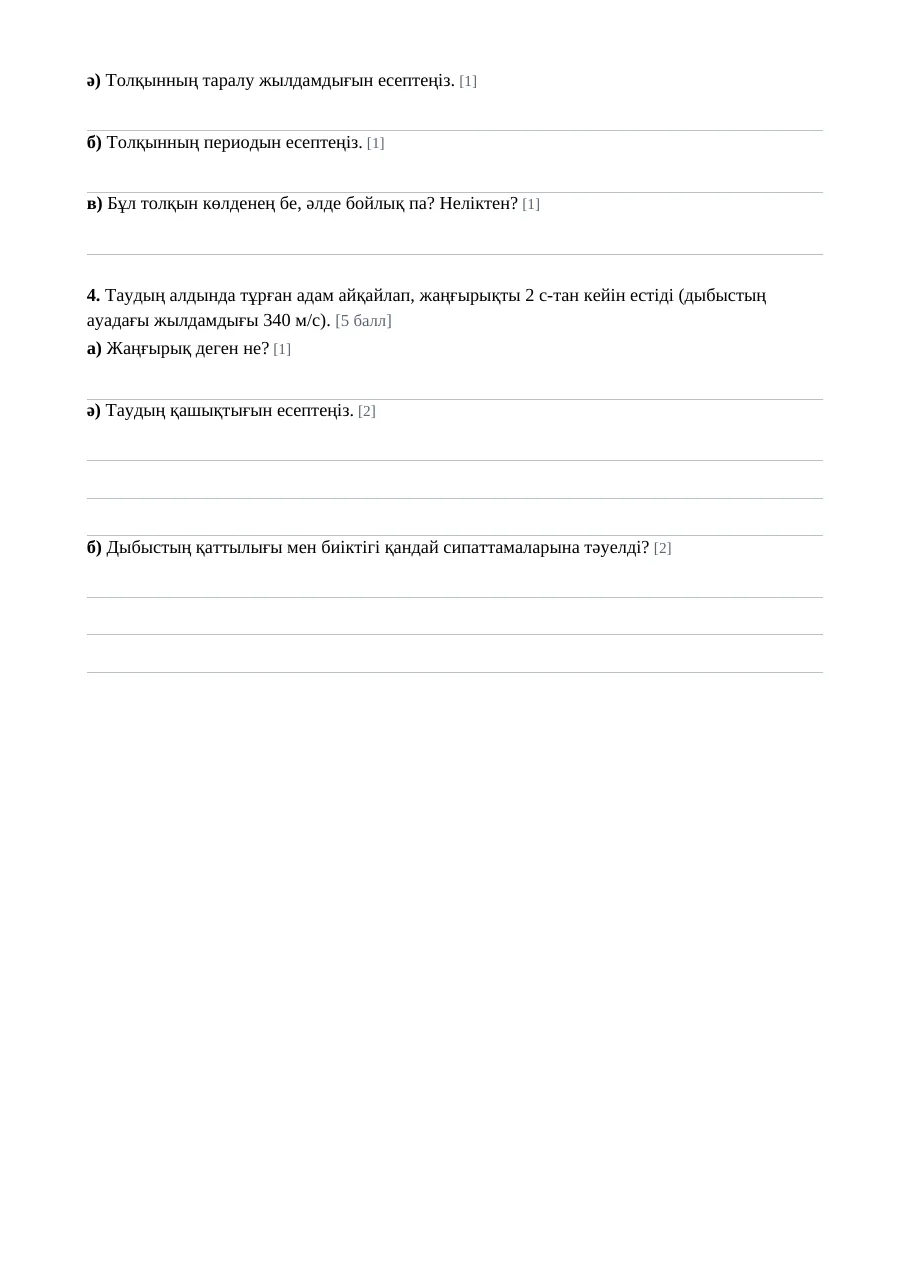 ә) Толқынның таралу жылдамдығын есептеңіз. [1]
б) Толқынның периодын есептеңіз. [1]
в) Бұл толқын көлденең бе, әлде бойлық па? Неліктен? [1]
4. Таудың алдында тұрған адам айқайлап, жаңғырықты 2 с-тан кейін естіді (дыбыстың
ауадағы жылдамдығы 340 м/с). [5 балл]
а) Жаңғырық деген не? [1]
ә) Таудың қашықтығын есептеңіз. [2]
б) Дыбыстың қаттылығы мен биіктігі қандай сипаттамаларына тәуелді? [2]